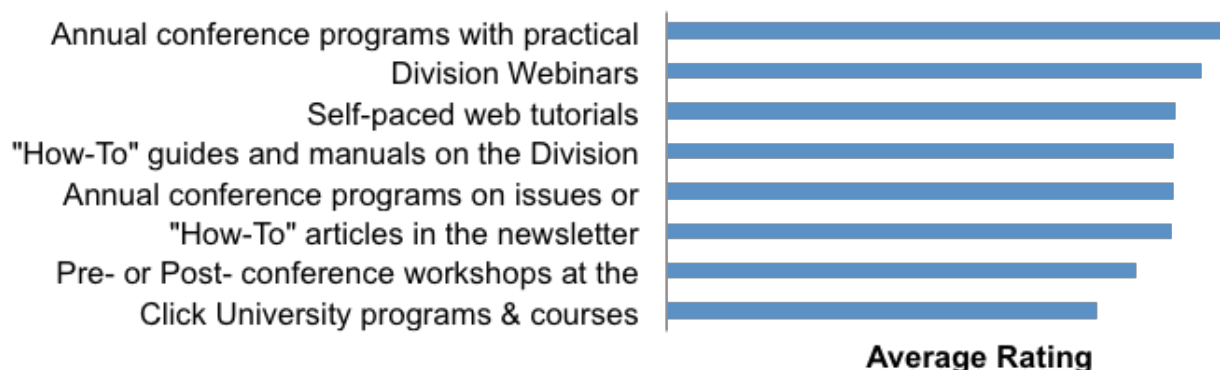 Annual conference programs with practical
Division Webinars
Self-paced web tutorials
"How-To" guides and manuals on the Division
Annual conference programs on issues or
"How-To" articles in the newsletter
Pre- or Post- conference workshops at the
Click University programs & courses
Average Rating